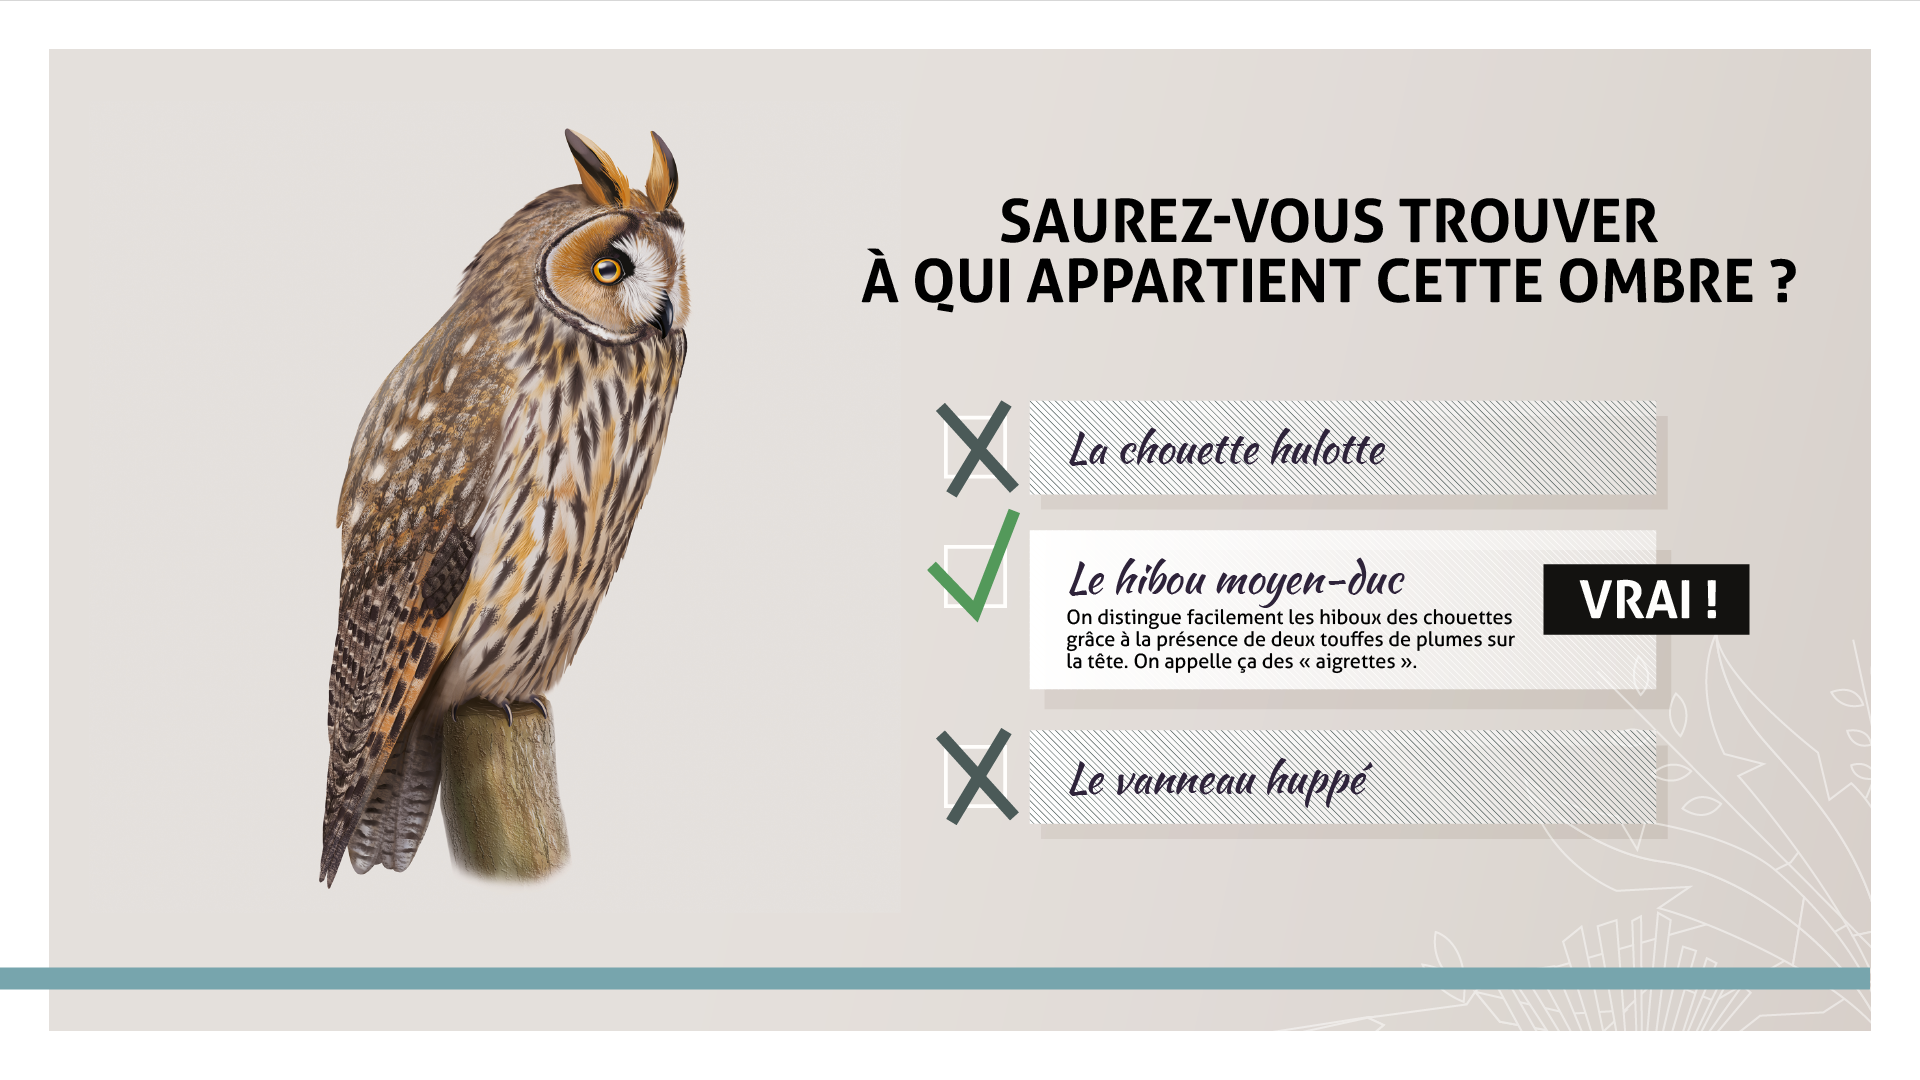 SAUREZ-VOUS TROUVER
À QUI APPARTIENT CETTE OMBRE ?
La chouette hulotte
Le hibou moyen-duc
On distingue facilement les hiboux des chouettes
grâce à la présence de deux touffes de plumes sur
la tête. On appelle ça des « aigrettes ».
VRAI !
Le vanneau huppé